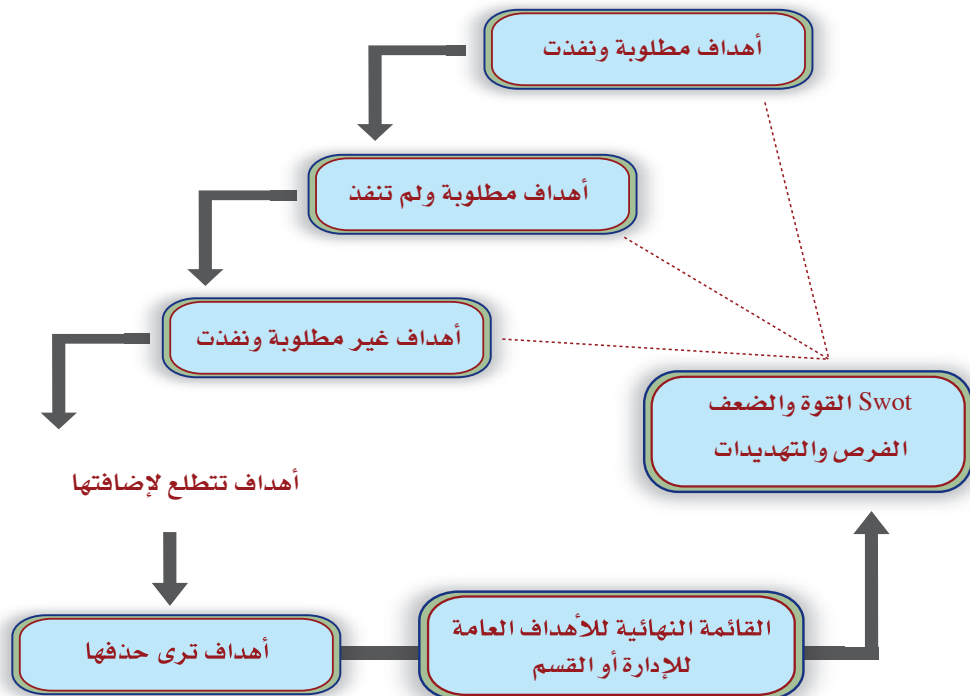 أهداف مطلوبة ونفذت
أهداف مطلوبة ولم تنفذ
أهداف غير مطلوبة ونفذت
Swot القوة والضعف
الفرص والتهديدات
أهداف تتطلع لإضافتها
القائمة النهائية للأهداف العامة
للإدارة أو القسم
أهداف ترى حذفها